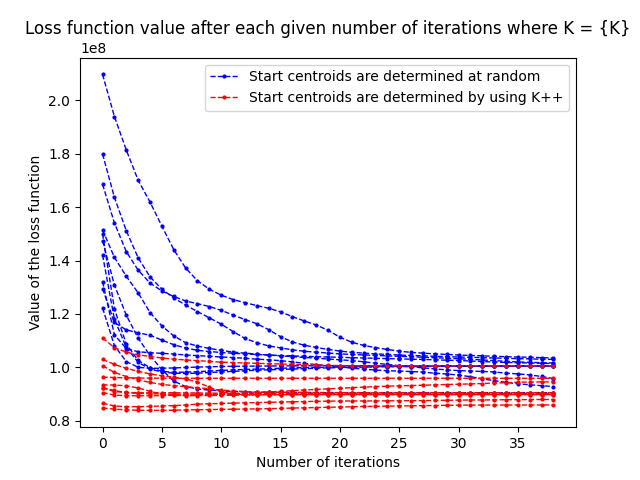 Loss function value after each given number of iterations where K = {K}
1e8
Start centroids are determined at random
Start centroids are determined by using K++
2.0
1.8
1.6
1.4
1.2
1.0
0.8
Value of the loss function
0 5 10 15 20 25 30 35
Number of iterations